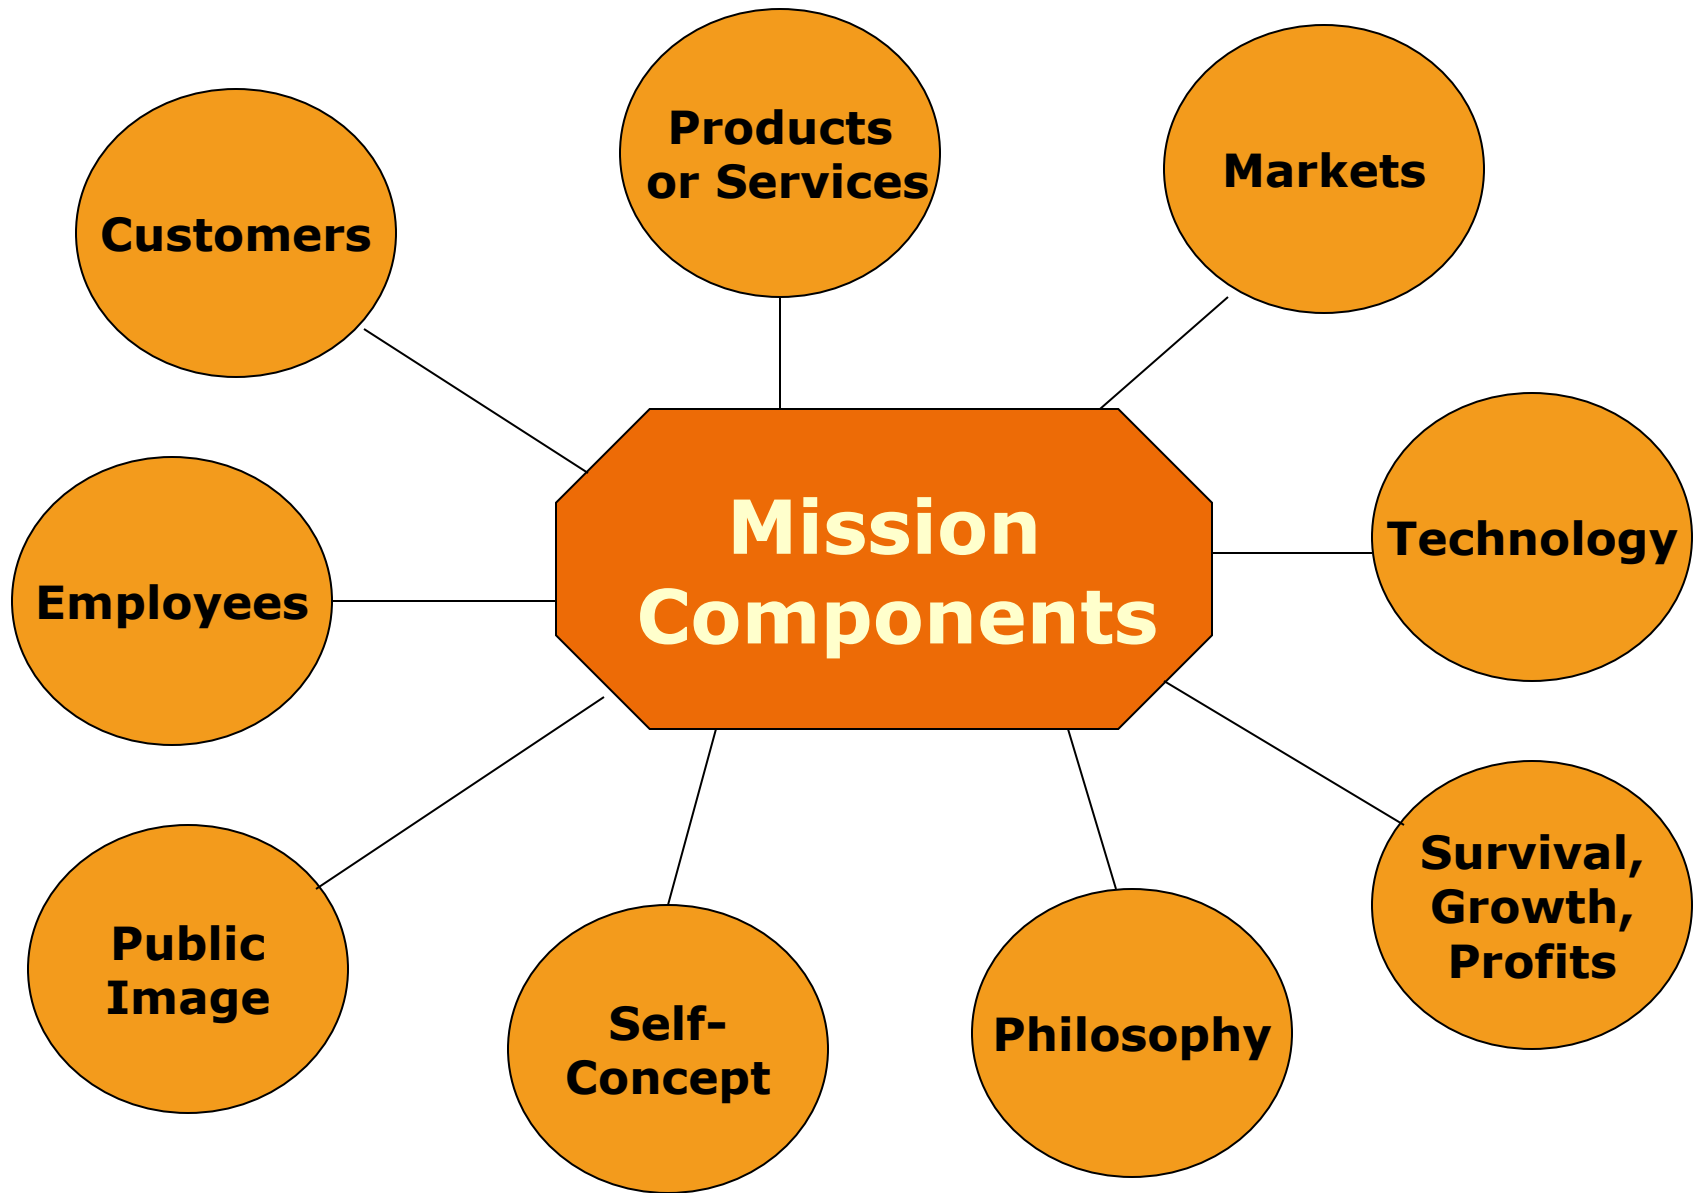 Products
or Services
Markets
Customers
Mission
Components
Technology
Employees
Survival,
Growth,
Profits
Public
Image
Self-
Concept
Philosophy